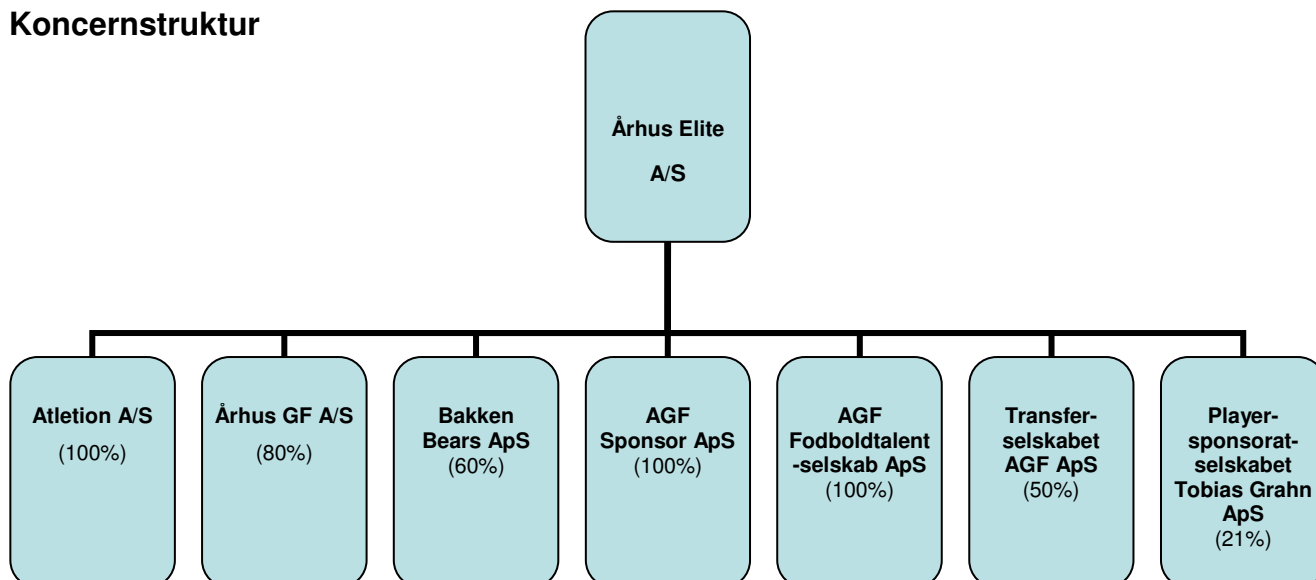 Koncernstruktur
Århus Elite
A/S
Atletion A/S
(100%)
Århus GF A/S
(80%)
Bakken
Bears ApS
(60%)
AGF
Sponsor ApS
(100%)
AGF
Fodboldtalent
-selskab ApS
(100%)
Transfer-
selskabet
AGF ApS
(50%)
Player-
sponsorat-
selskabet
Tobias Grahn
ApS
(21%)